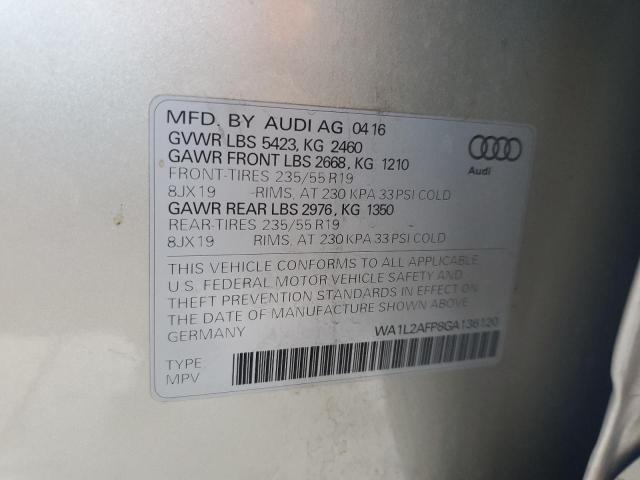 MFD. BY AUDI AG 04 16
GVWR LBS 5423, KG 2460
GAWR FRONT LBS 2668, KG 1210
FRONT-TIRES 235/55 R19
8JX19 -RIMS, AT 230 KPA 33 PSI COLD
GAWR REAR LBS 2976, KG 1350
REAR-TIRES 235/55 R19
8JX19 RIMS, AT 230 KPA 33 PSI COLD
Audi
THIS VEHICLE CONFORMS TO ALL APPLICABLE
U.S. FEDERAL MOTOR VEHICLE SAFETY AND
THEFT PREVENTION STANDARDS IN EFFECT ON
THE DATE OF MANUFACTURE SHOWN ABOVE.
GERMANY
WA1L2AFP8GA136120
TYPE:
MPV